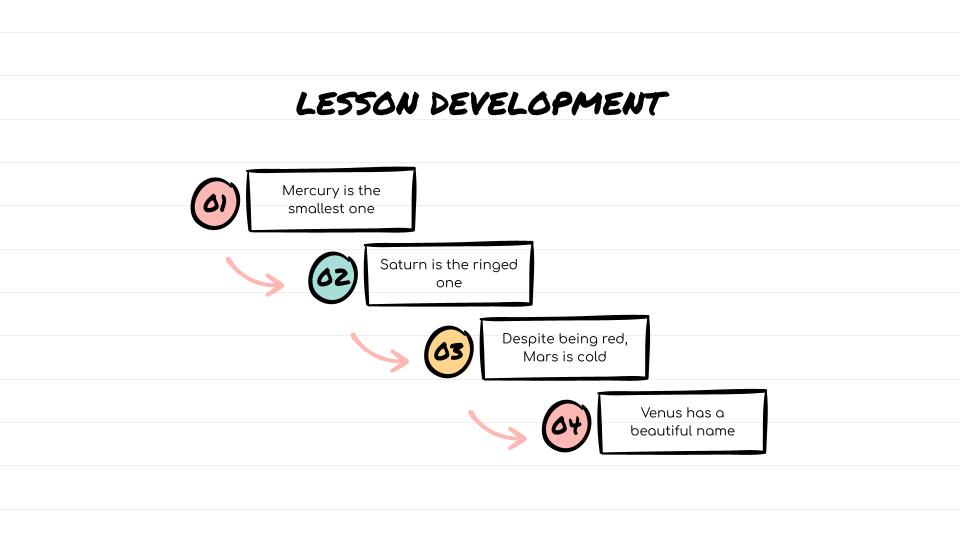 LESSON DEVELOPMENT
01
Mercury is the
smallest one
02
Saturn is the ringed
one
03
Despite being red,
Mars is cold
04
Venus has a
beautiful name